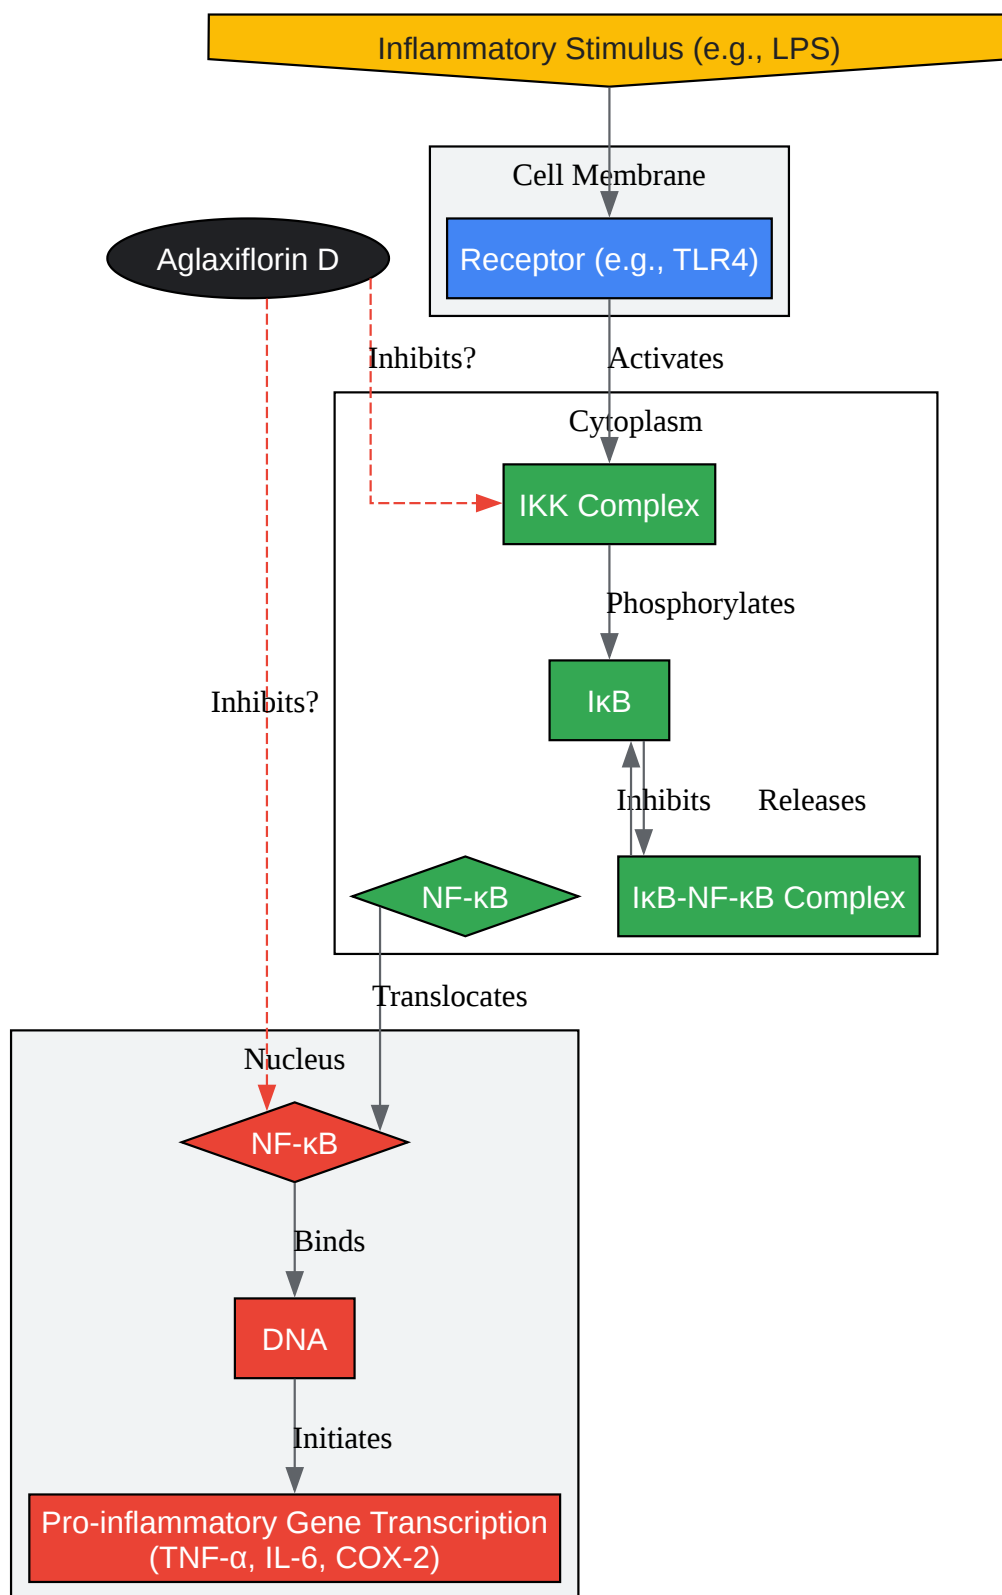 Inflammatory Stimulus (e.g., LPS)
Cell Membrane
Aglaxiflorin D
Receptor (e.g., TLR4)
Inhibits?
Activates
Cytoplasm
IKK Complex
Phosphorylates
Inhibits?
IκB
Inhibits
Releases
NF-κB
IκB-NF-κB Complex
Translocates
Nucleus
NF-κB
Binds
DNA
Initiates
Pro-inflammatory Gene Transcription
(TNF-α, IL-6, COX-2)